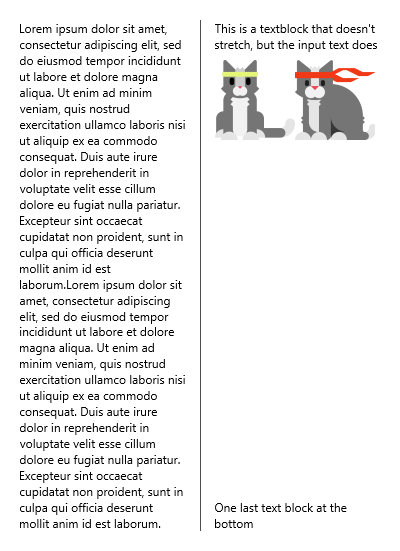 Lorem ipsum dolor sit amet,
consectetur adipiscing elit, sed
do eiusmod tempor incididunt
ut labore et dolore magna
aliqua. Ut enim ad minim
veniam, quis nostrud
exercitation ullamco laboris nisi
ut aliquip ex ea commodo
consequat. Duis aute irure
dolor in reprehenderit in
voluptate velit esse cillum
dolore eu fugiat nulla pariatur.
Excepteur sint occaecat
cupidatat non proident, sunt in
culpa qui officia deserunt
mollit anim id est
laborum.Lorem ipsum dolor sit
amet, consectetur adipiscing
elit, sed do eiusmod tempor
incididunt ut labore et dolore
magna aliqua. Ut enim ad
minim veniam, quis nostrud
exercitation ullamco laboris nisi
ut aliquip ex ea commodo
consequat. Duis aute irure
dolor in reprehenderit in
voluptate velit esse cillum
dolore eu fugiat nulla pariatur.
Excepteur sint occaecat
cupidatat non proident, sunt in
culpa qui officia deserunt
mollit anim id est laborum.
This is a textblock that doesn't
stretch, but the input text does
One last text block at the
bottom